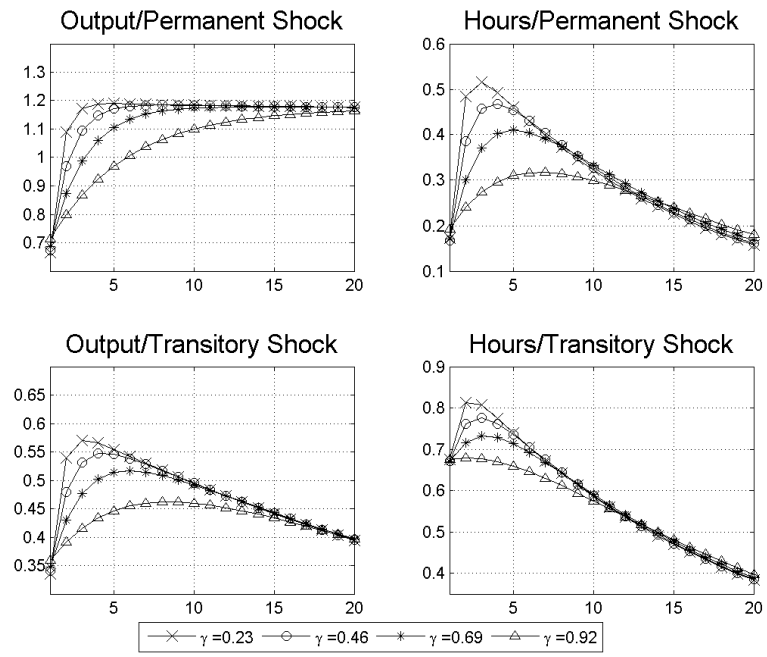 Output/Permanent Shock
1.3
1.2
1.1
1
0.9
0.8
0.7
5 10 15 20
Hours/Permanent Shock
0.6
0.5
0.4
0.3
0.2
0.1
5 10 15 20
Output/Transitory Shock
0.65
0.6
0.55
0.5
0.45
0.4
0.35
5 10 15 20
Hours/Transitory Shock
0.9
0.8
0.7
0.6
0.5
0.4
5 10 15 20
γ =0.23 γ =0.46 γ =0.69 γ =0.92